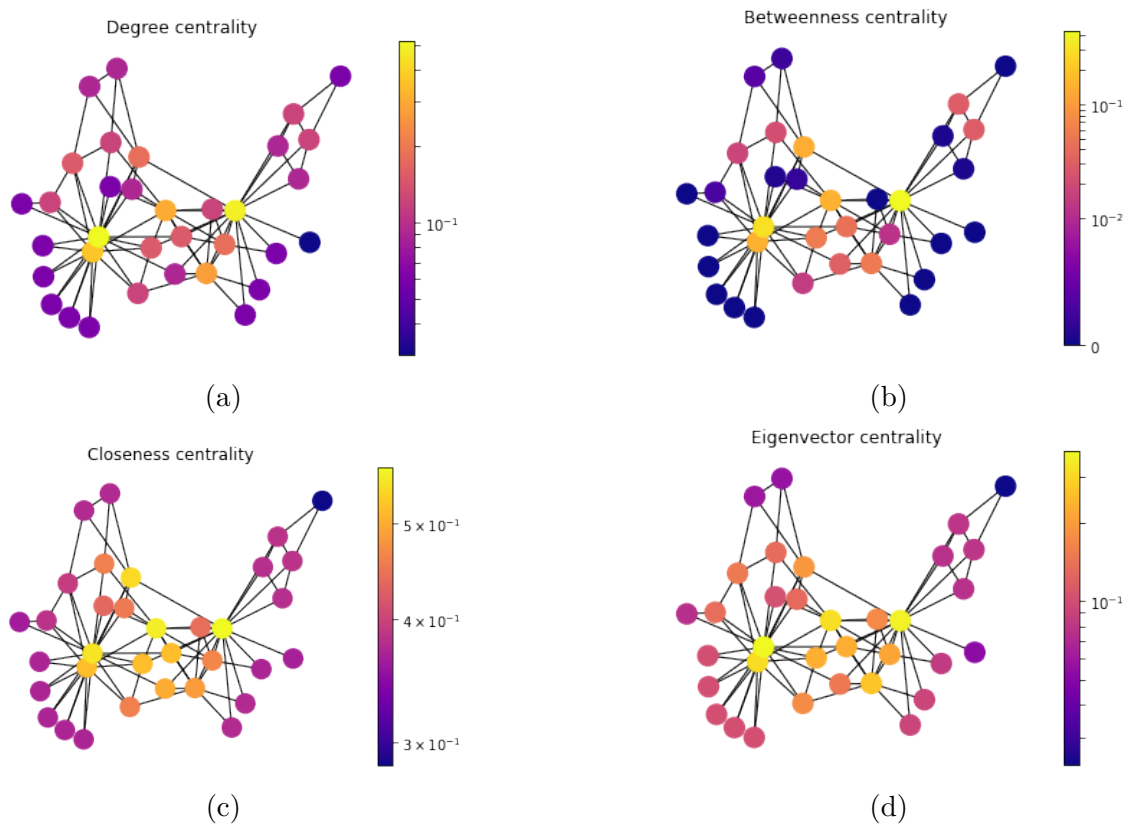 Degree centrality
10⁻¹
(a)
Betweenness centrality
10⁻¹
10⁻²
0
(b)
Closeness centrality
5 × 10⁻¹
4 × 10⁻¹
3 × 10⁻¹
(c)
Eigenvector centrality
10⁻¹
(d)